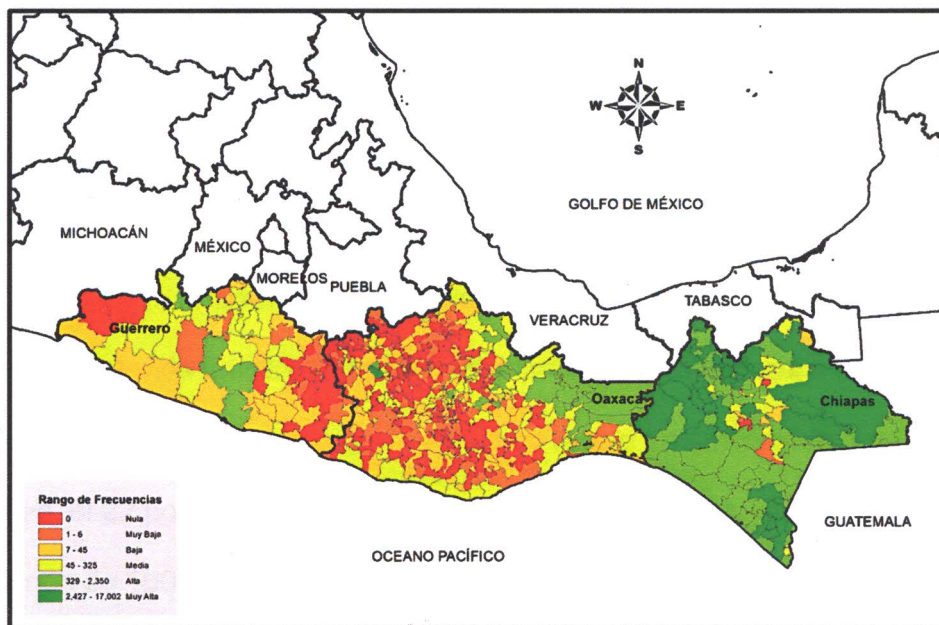 N
W
E
S
GOLFO DE MÉXICO
MICHOACÁN
MÉXICO
MORELOS
PUEBLA
VERACRUZ
TABASCO
Guerrero
Oaxaca
Chiapas
GUATEMALA
OCEANO PACÍFICO
Rango de Frecuencias
0 Nula
1 - 6 Muy Baja
7 - 45 Baja
45 - 325 Media
329 - 2,350 Alta
2,427 - 17,002 Muy Alta